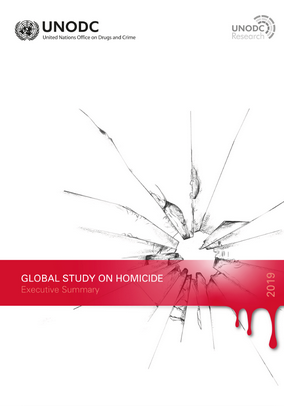 UNODC
United Nations Office on Drugs and Crime
UNODC
Research
GLOBAL STUDY ON HOMICIDE
Executive Summary
2019